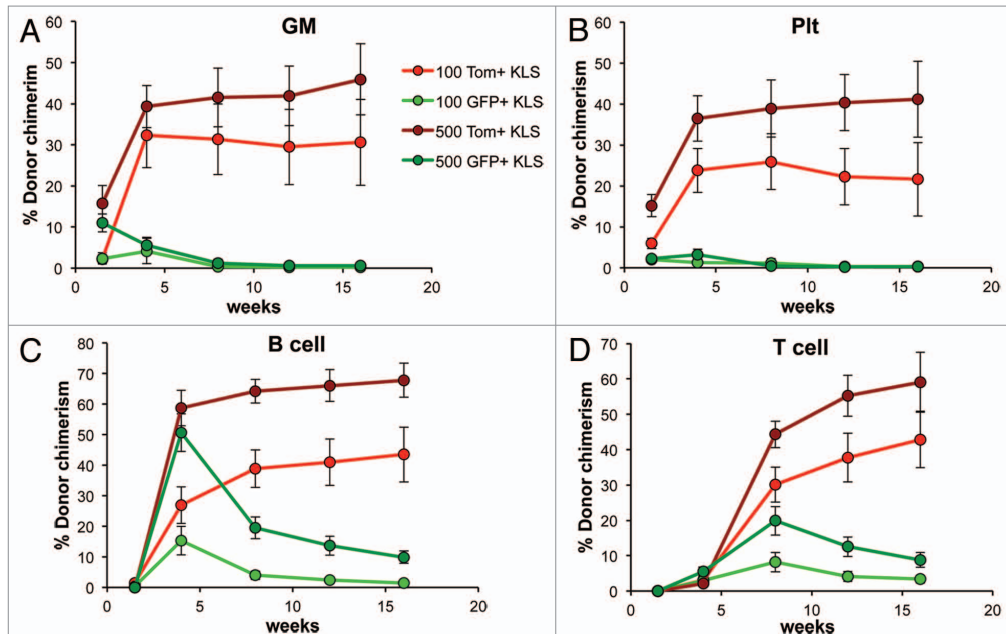 A
GM
% Donor chimerim
60
50
40
30
20
10
0
0
5
10
15
20
weeks
100 Tom+ KLS
100 GFP+ KLS
500 Tom+ KLS
500 GFP+ KLS
B
Plt
% Donor chimerism
60
50
40
30
20
10
0
0
5
10
15
20
weeks
C
B cell
% Donor chimerism
80
70
60
50
40
30
20
10
0
0
5
10
15
20
weeks
D
T cell
% Donor chimerism
70
60
50
40
30
20
10
0
0
5
10
15
20
weeks